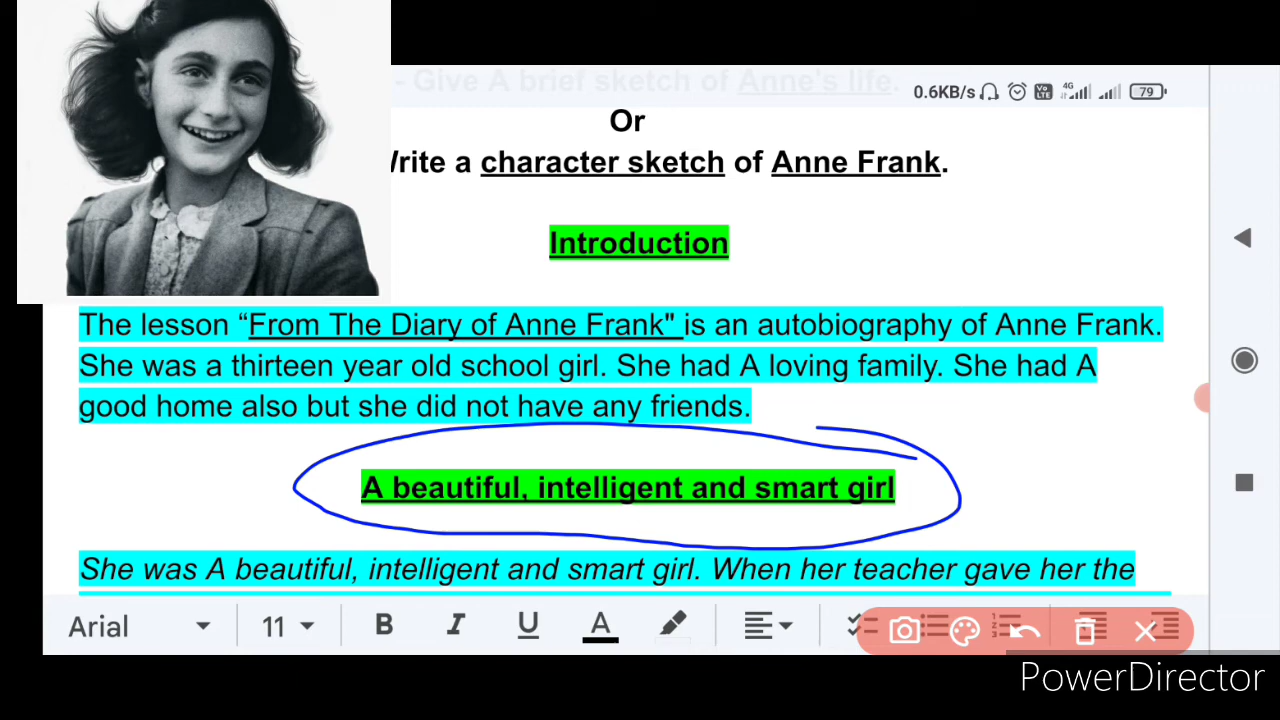 - Give A brief sketch of Anne's life.
0.6KB/s Vo LTE 4G 79
Or
Write a character sketch of Anne Frank.
Introduction
The lesson “From The Diary of Anne Frank" is an autobiography of Anne Frank.
She was a thirteen year old school girl. She had A loving family. She had A
good home also but she did not have any friends.
A beautiful, intelligent and smart girl
She was A beautiful, intelligent and smart girl. When her teacher gave her the
Arial 11 B I U A
PowerDirector